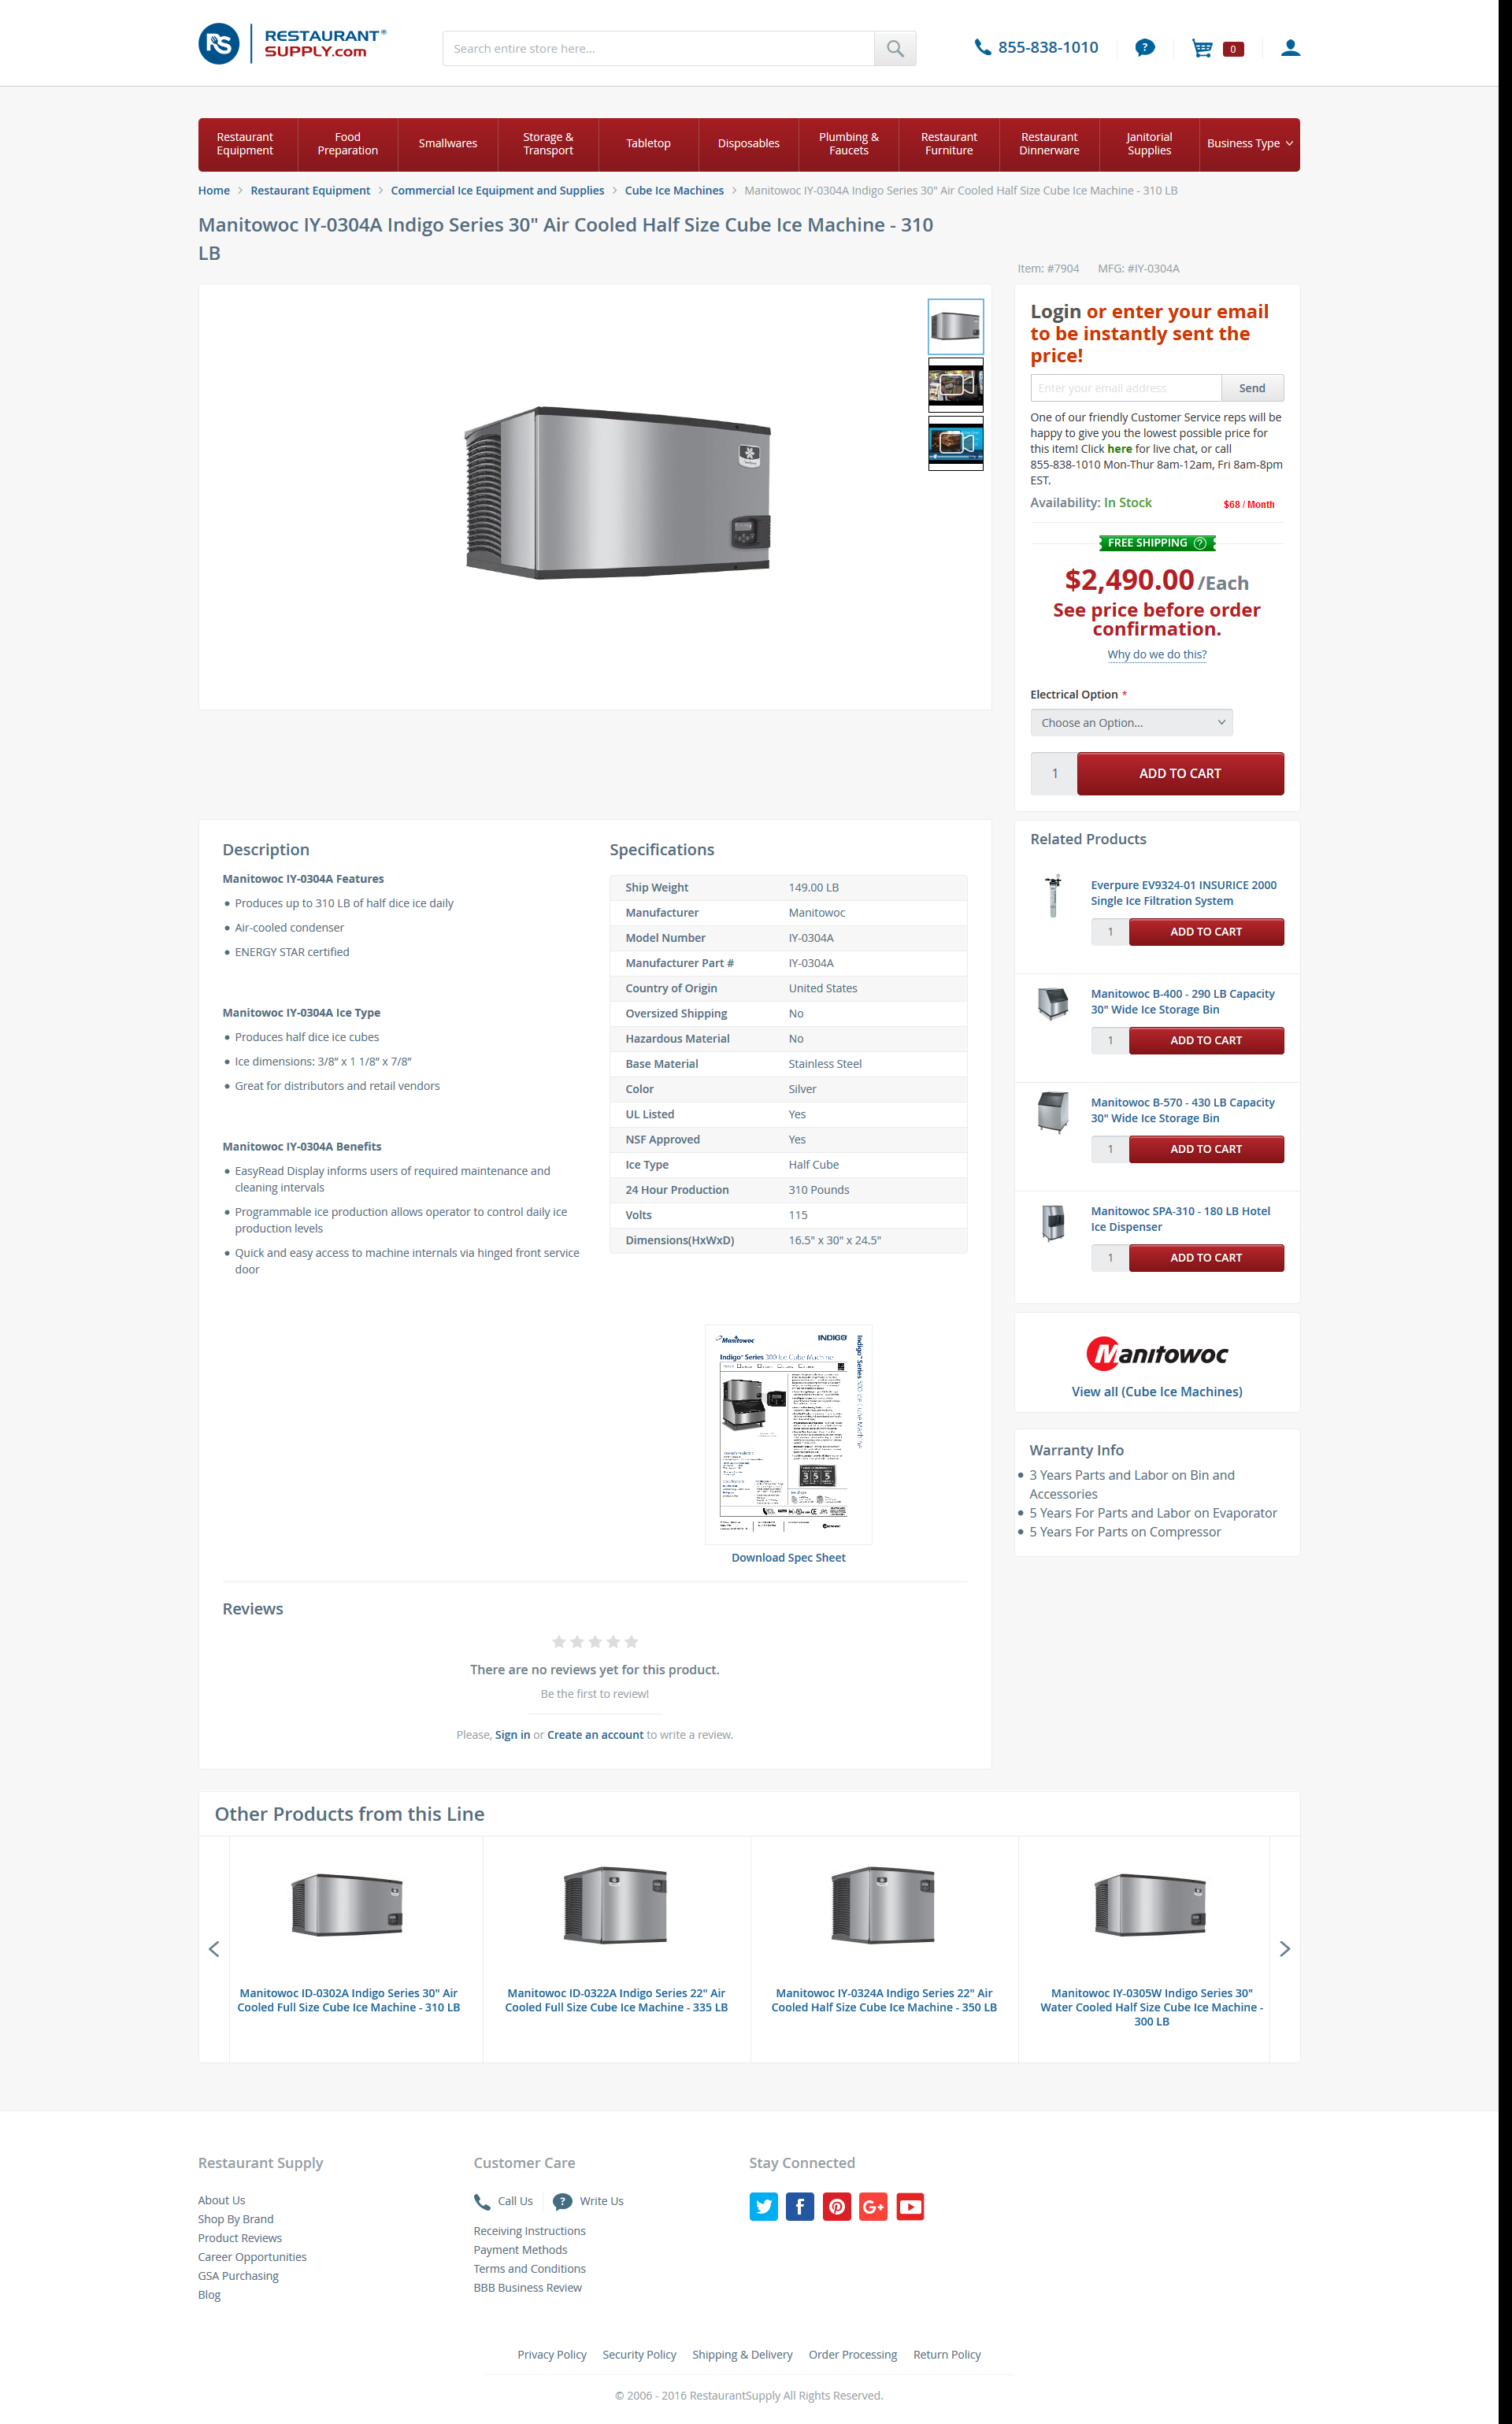 RS
RESTAURANT®
SUPPLY.com
Search entire store here...
855-838-1010
?
0
Restaurant
Equipment
Food
Preparation
Smallwares
Storage &
Transport
Tabletop
Disposables
Plumbing &
Faucets
Restaurant
Furniture
Restaurant
Dinnerware
Janitorial
Supplies
Business Type
Home > Restaurant Equipment > Commercial Ice Equipment and Supplies > Cube Ice Machines > Manitowoc IY-0304A Indigo Series 30" Air Cooled Half Size Cube Ice Machine - 310 LB
Manitowoc IY-0304A Indigo Series 30" Air Cooled Half Size Cube Ice Machine - 310
LB
Item: #7904 MFG: #IY-0304A
Login or enter your email
to be instantly sent the
price!
Enter your email address
Send
One of our friendly Customer Service reps will be
happy to give you the lowest possible price for
this item! Click here for live chat, or call
855-838-1010 Mon-Thur 8am-12am, Fri 8am-8pm
EST.
Availability: In Stock
$68 / Month
FREE SHIPPING ?
$2,490.00 /Each
See price before order
confirmation.
Why do we do this?
Electrical Option *
Choose an Option...
1
ADD TO CART
Description
Manitowoc IY-0304A Features
Produces up to 310 LB of half dice ice daily
Air-cooled condenser
ENERGY STAR certified
Manitowoc IY-0304A Ice Type
Produces half dice ice cubes
Ice dimensions: 3/8" x 1 1/8" x 7/8"
Great for distributors and retail vendors
Manitowoc IY-0304A Benefits
EasyRead Display informs users of required maintenance and
cleaning intervals
Programmable ice production allows operator to control daily ice
production levels
Quick and easy access to machine internals via hinged front service
door
Specifications
Ship Weight 149.00 LB
Manufacturer Manitowoc
Model Number IY-0304A
Manufacturer Part # IY-0304A
Country of Origin United States
Oversized Shipping No
Hazardous Material No
Base Material Stainless Steel
Color Silver
UL Listed Yes
NSF Approved Yes
Ice Type Half Cube
24 Hour Production 310 Pounds
Volts 115
Dimensions(HxWxD) 16.5" x 30" x 24.5"
Manitowoc
INDIGO
Indigo™ Series 300 Ice Cube Machine
Indigo™ Series 300 Ice Cube Machine
355
Download Spec Sheet
Related Products
Everpure EV9324-01 INSURICE 2000
Single Ice Filtration System
1
ADD TO CART
Manitowoc B-400 - 290 LB Capacity
30" Wide Ice Storage Bin
1
ADD TO CART
Manitowoc B-570 - 430 LB Capacity
30" Wide Ice Storage Bin
1
ADD TO CART
Manitowoc SPA-310 - 180 LB Hotel
Ice Dispenser
1
ADD TO CART
Manitowoc
View all (Cube Ice Machines)
Warranty Info
3 Years Parts and Labor on Bin and
Accessories
5 Years For Parts and Labor on Evaporator
5 Years For Parts on Compressor
Reviews
There are no reviews yet for this product.
Be the first to review!
Please, Sign in or Create an account to write a review.
Other Products from this Line
Manitowoc ID-0302A Indigo Series 30" Air
Cooled Full Size Cube Ice Machine - 310 LB
Manitowoc ID-0322A Indigo Series 22" Air
Cooled Full Size Cube Ice Machine - 335 LB
Manitowoc IY-0324A Indigo Series 22" Air
Cooled Half Size Cube Ice Machine - 350 LB
Manitowoc IY-0305W Indigo Series 30"
Water Cooled Half Size Cube Ice Machine -
300 LB
Restaurant Supply
About Us
Shop By Brand
Product Reviews
Career Opportunities
GSA Purchasing
Blog
Customer Care
Call Us
? Write Us
Receiving Instructions
Payment Methods
Terms and Conditions
BBB Business Review
Stay Connected
f
G+
Privacy Policy Security Policy Shipping & Delivery Order Processing Return Policy
© 2006 - 2016 RestaurantSupply All Rights Reserved.